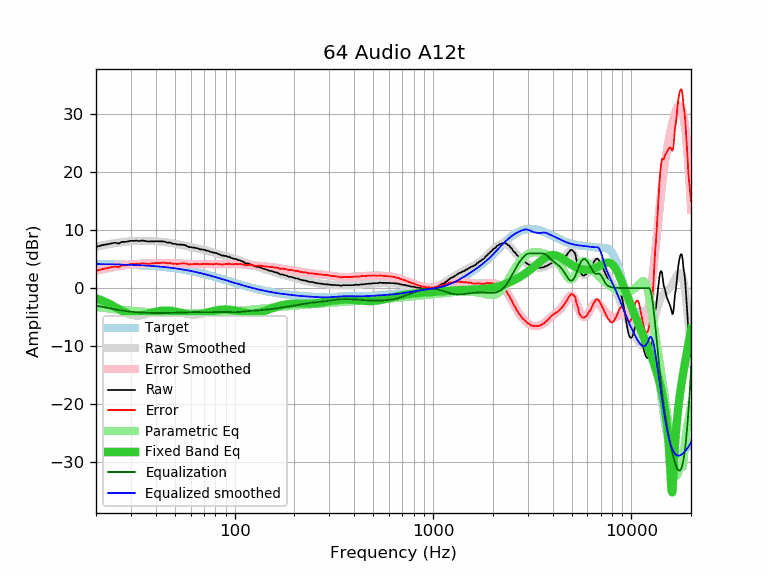 64 Audio A12t
Amplitude (dBr)
30
20
10
0
−10
−20
−30
Target
Raw Smoothed
Error Smoothed
Raw
Error
Parametric Eq
Fixed Band Eq
Equalization
Equalized smoothed
100 1000 10000
Frequency (Hz)